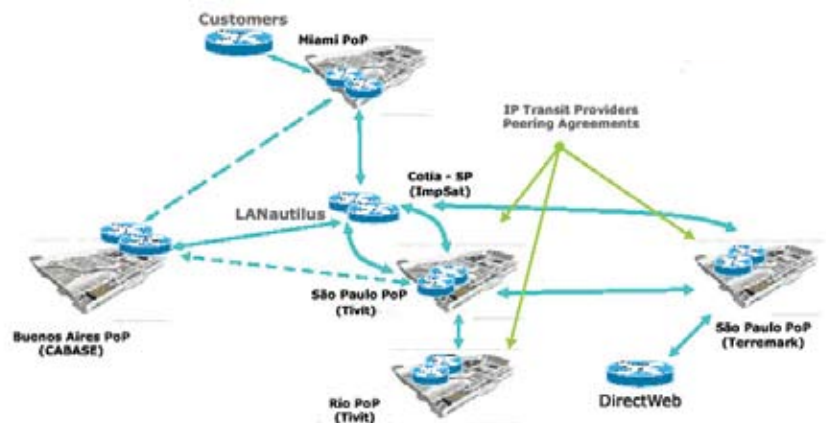 Customers
Miami PoP
IP Transit Providers
Peering Agreements
Cotia - SP
(ImpSat)
LANautilus
São Paulo PoP
(Tivit)
Buenos Aires PoP
(CABASE)
São Paulo PoP
(Terremark)
Rio PoP
(Tivit)
DirectWeb